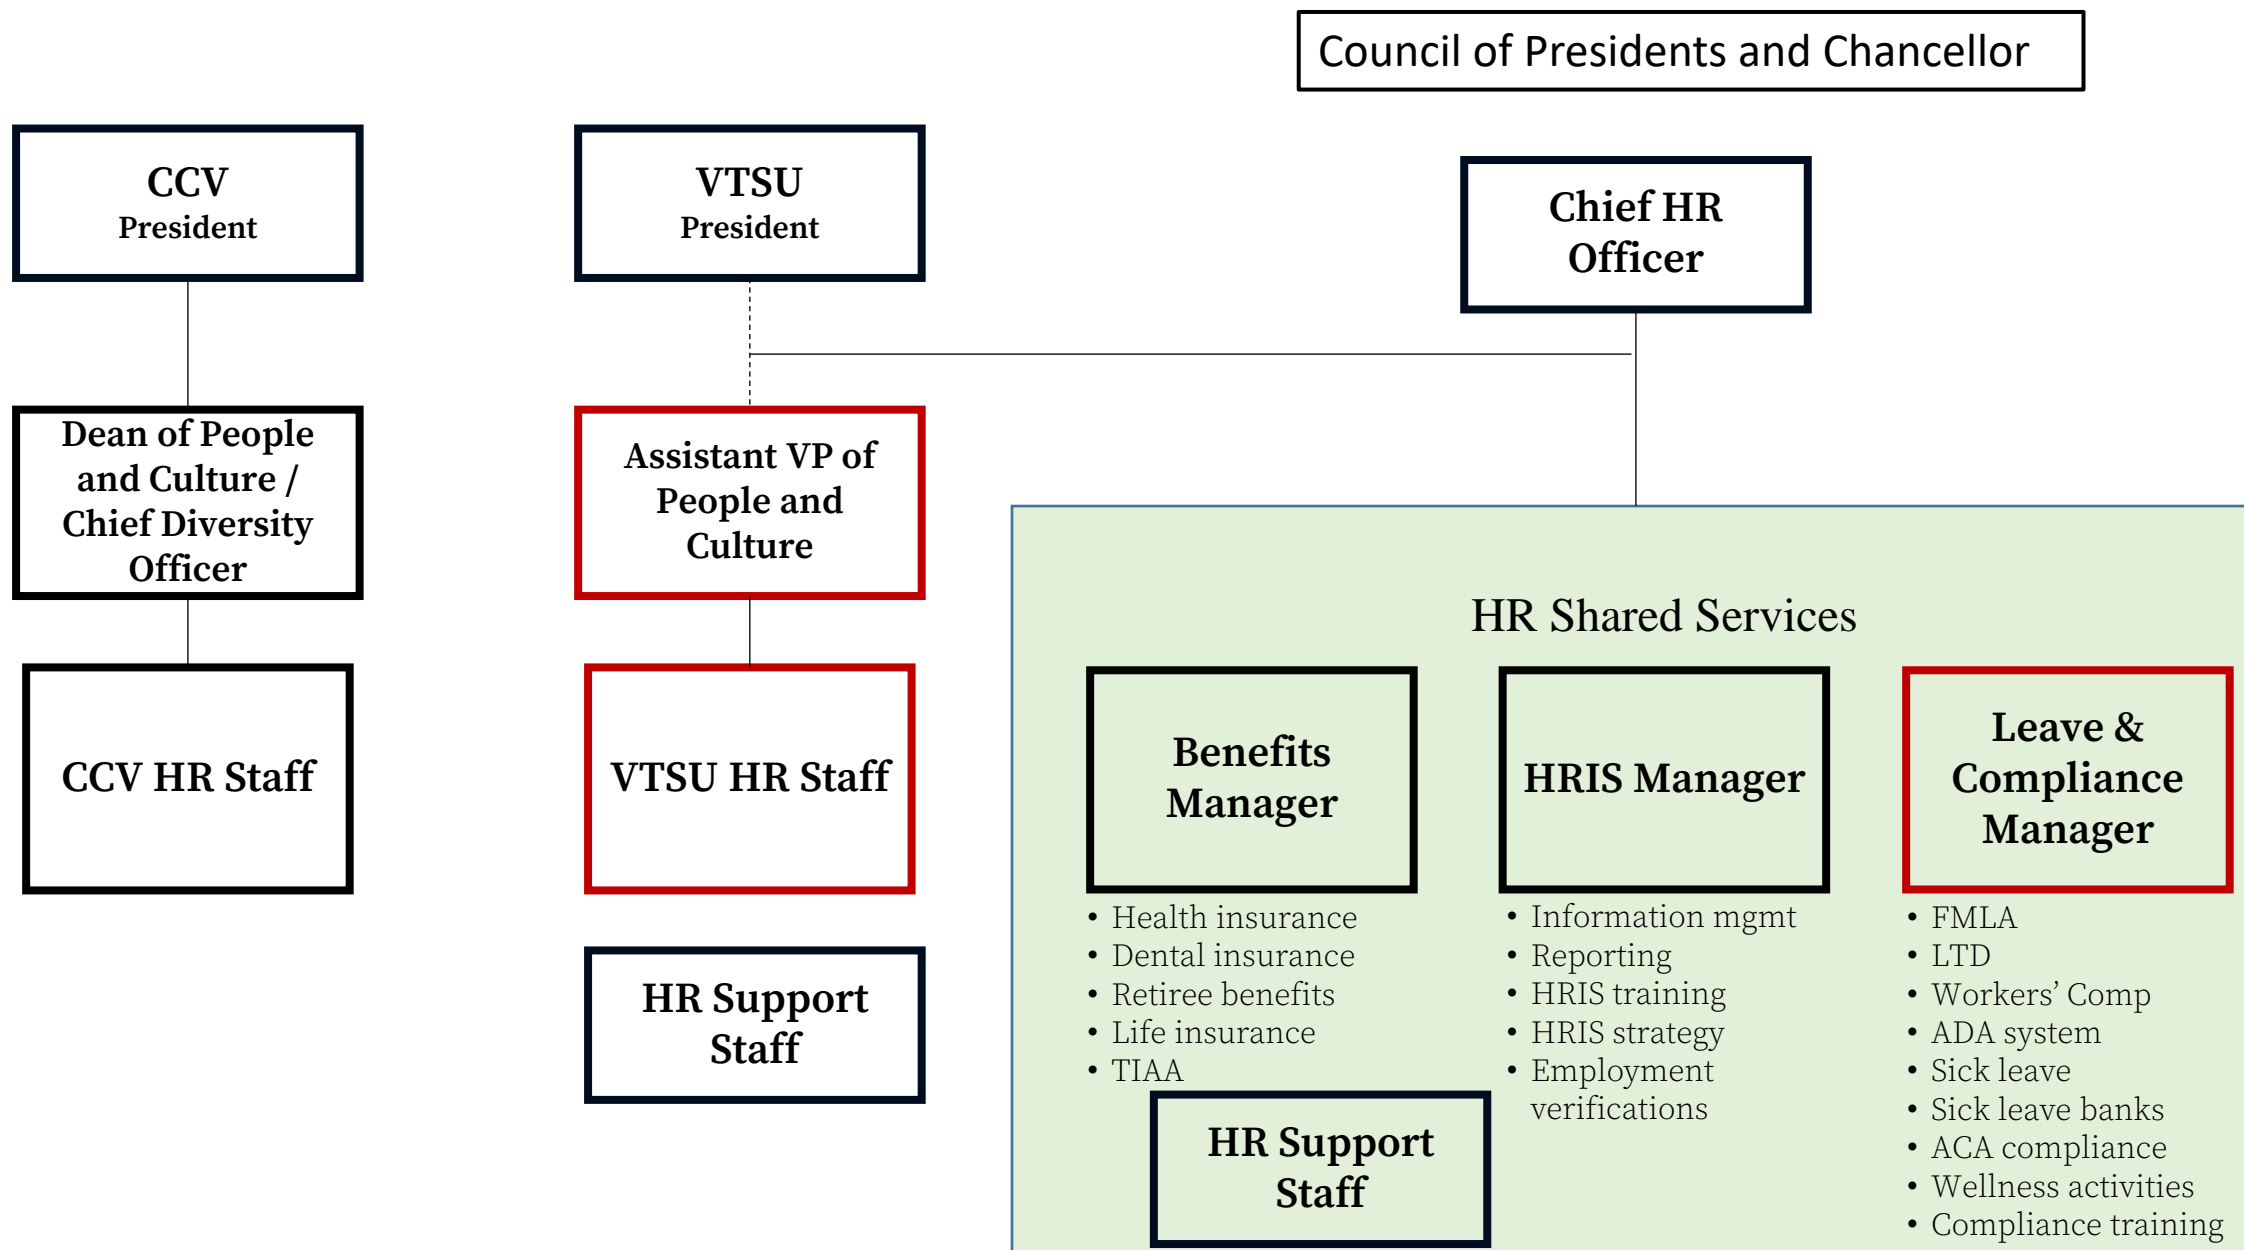 Council of Presidents and Chancellor
CCV
President
VTSU
President
Chief HR
Officer
Dean of People
and Culture /
Chief Diversity
Officer
Assistant VP of
People and
Culture
CCV HR Staff
VTSU HR Staff
HR Support
Staff
HR Shared Services
Benefits
Manager
• Health insurance
• Dental insurance
• Retiree benefits
• Life insurance
• TIAA
HR Support
Staff
HRIS Manager
• Information mgmt
• Reporting
• HRIS training
• HRIS strategy
• Employment
verifications
Leave &
Compliance
Manager
• FMLA
• LTD
• Workers’ Comp
• ADA system
• Sick leave
• Sick leave banks
• ACA compliance
• Wellness activities
• Compliance training